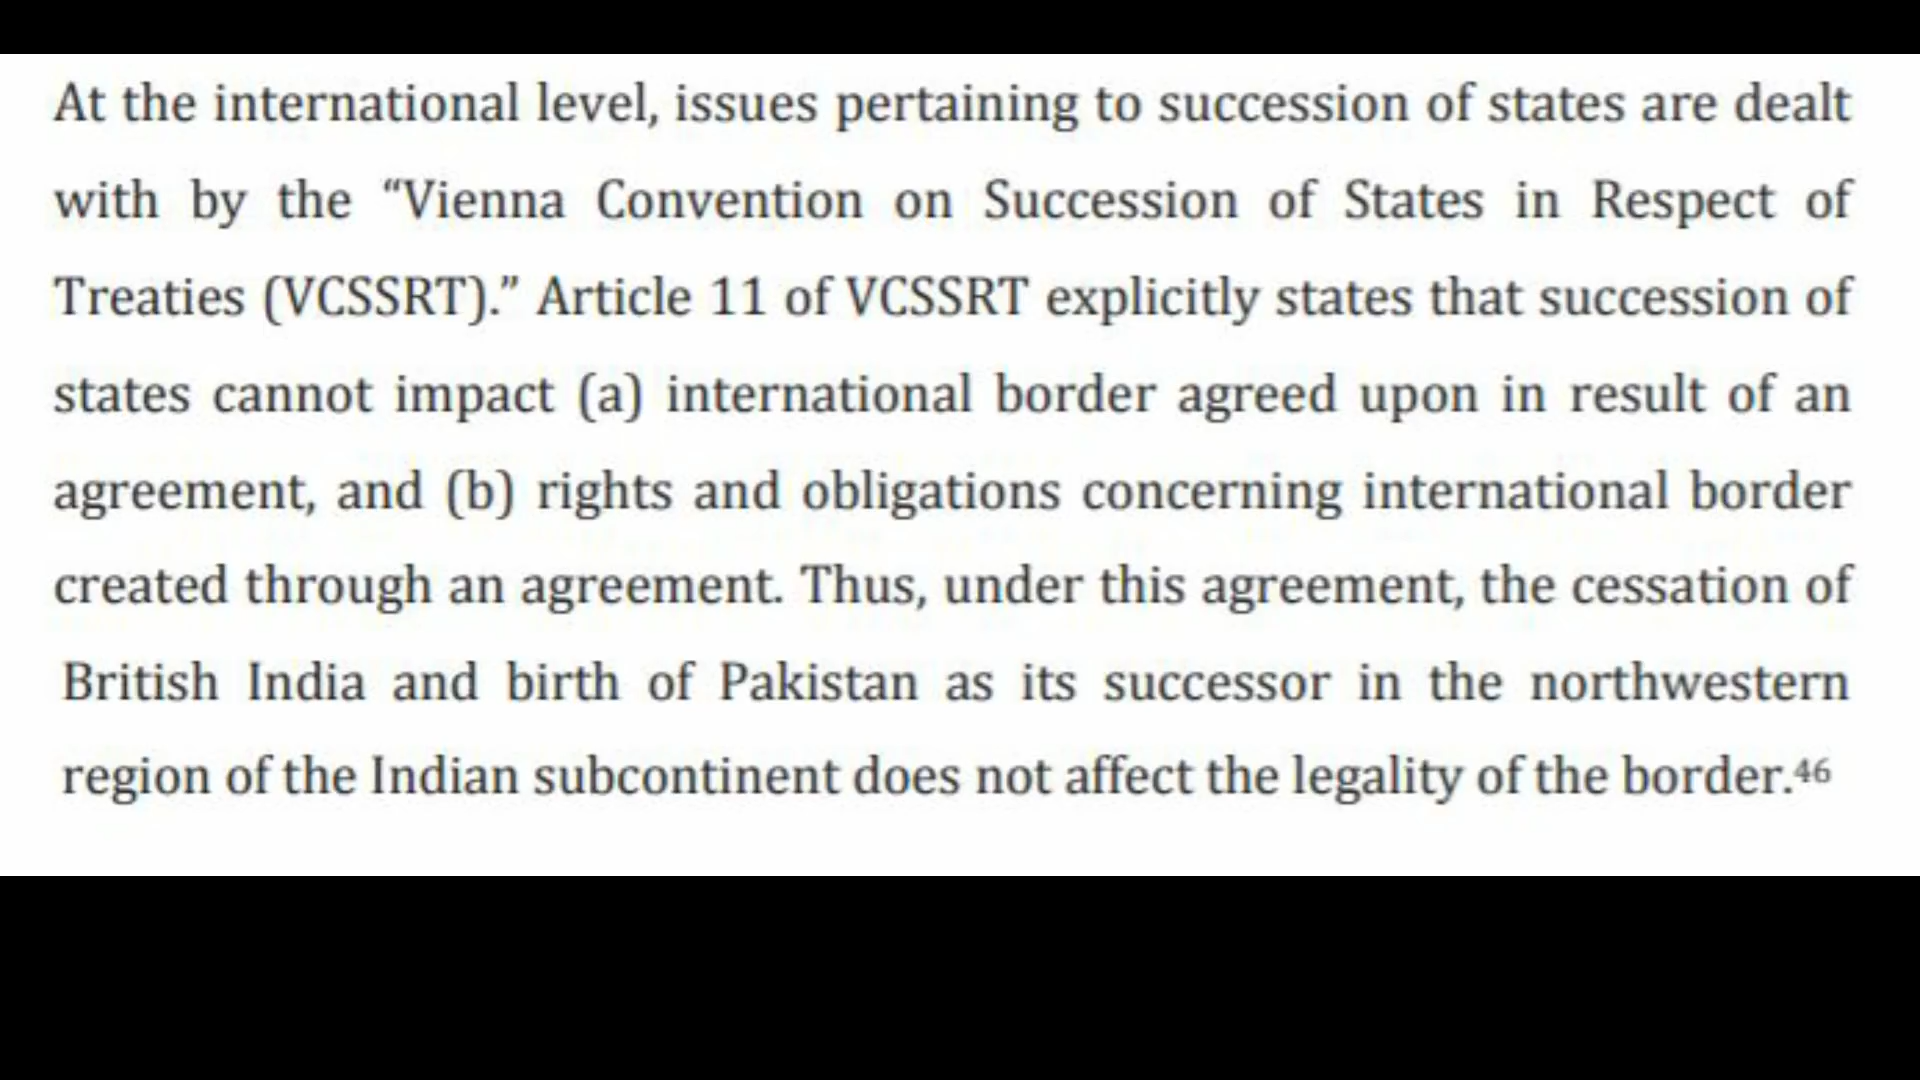 At the international level, issues pertaining to succession of states are dealt
with by the “Vienna Convention on Succession of States in Respect of
Treaties (VCSSRT).” Article 11 of VCSSRT explicitly states that succession of
states cannot impact (a) international border agreed upon in result of an
agreement, and (b) rights and obligations concerning international border
created through an agreement. Thus, under this agreement, the cessation of
British India and birth of Pakistan as its successor in the northwestern
region of the Indian subcontinent does not affect the legality of the border.46